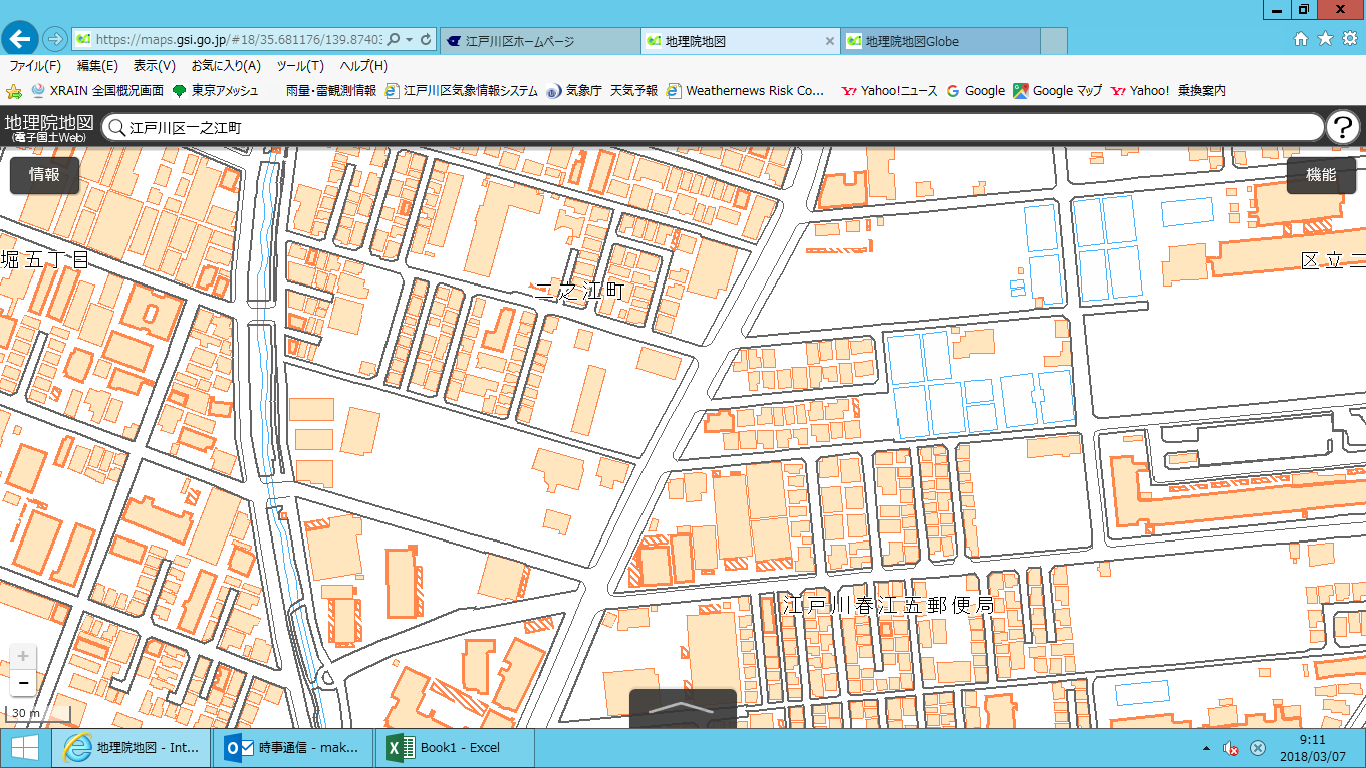 https://maps.gsi.go.jp/#18/35.681176/139.87403
江戸川区ホームページ
地理院地図
地理院地図Globe
ファイル(F) 編集(E) 表示(V) お気に入り(A) ツール(T) ヘルプ(H)
XRAIN 全国概況画面 東京アメッシュ 雨量・雷観測情報 江戸川区気象情報システム 気象庁 天気予報 Weathernews Risk Co... Yahoo!ニュース Google Google マップ Yahoo! 乗換案内
地理院地図
(電子国土Web)
江戸川区一之江町
?
情報
機能
堀五丁目
区立二
二之江町
江戸川春江五郵便局
+
−
30 m
地理院地図 - Int...
時事通信 - mak...
Book1 - Excel
9:11
2018/03/07